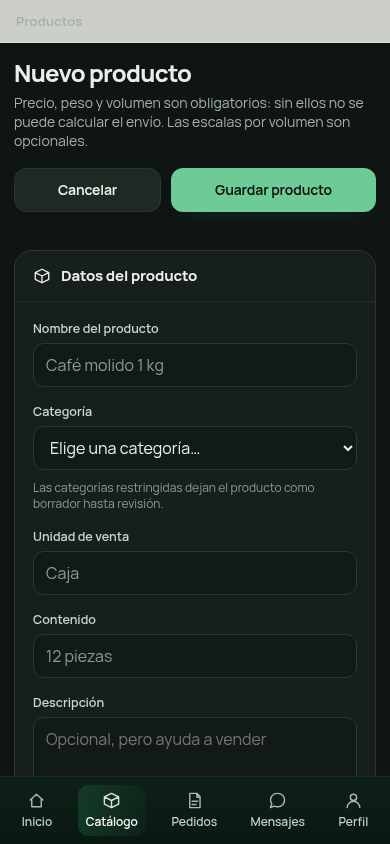 Productos
Nuevo producto
Precio, peso y volumen son obligatorios: sin ellos no se
puede calcular el envío. Las escalas por volumen son
opcionales.
Cancelar
Guardar producto
Datos del producto
Nombre del producto
Café molido 1 kg
Categoría
Elige una categoría…
Las categorías restringidas dejan el producto como
borrador hasta revisión.
Unidad de venta
Caja
Contenido
12 piezas
Descripción
Opcional, pero ayuda a vender
Inicio
Catálogo
Pedidos
Mensajes
Perfil